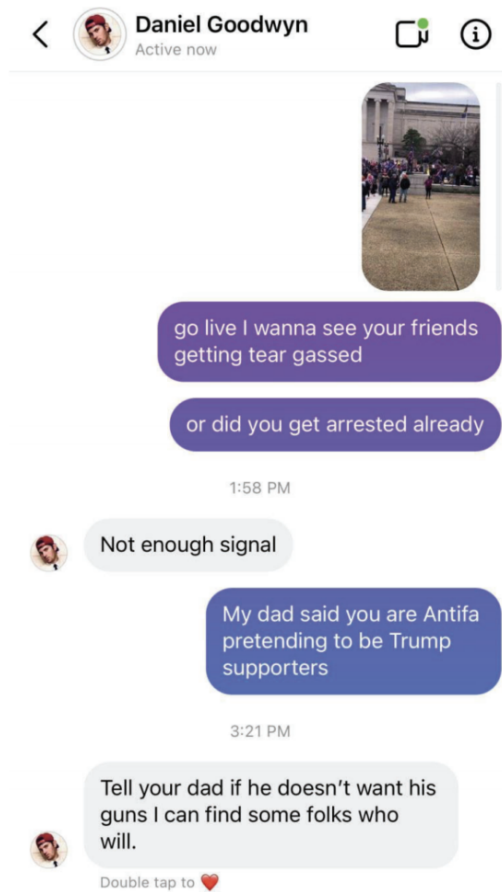 Daniel Goodwyn
Active now
go live I wanna see your friends
getting tear gassed
or did you get arrested already
1:58 PM
Not enough signal
My dad said you are Antifa
pretending to be Trump
supporters
3:21 PM
Tell your dad if he doesn’t want his
guns I can find some folks who
will.
Double tap to ❤️